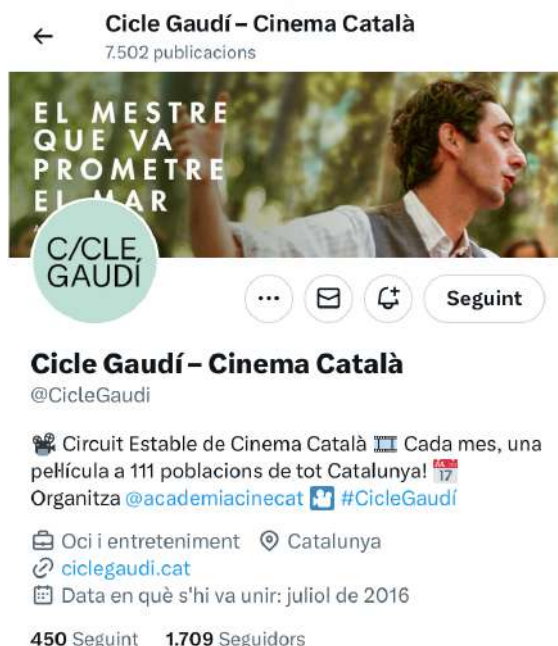 Cicle Gaudí – Cinema Català
7.502 publicacions
EL MESTRE
QUE VA
PROMETRE
EL MAR
C/CLE
GAUDÍ
Seguint
Cicle Gaudí – Cinema Català
@CicleGaudi
Circuit Estable de Cinema Català 🎞️ Cada mes, una
pel·lícula a 111 poblacions de tot Catalunya! 📅
Organitza @academiacinecat 🎦 #CicleGaudí
Oci i entreteniment Catalunya
ciclegaudi.cat
Data en què s'hi va unir: juliol de 2016
450 Seguint 1.709 Seguidors